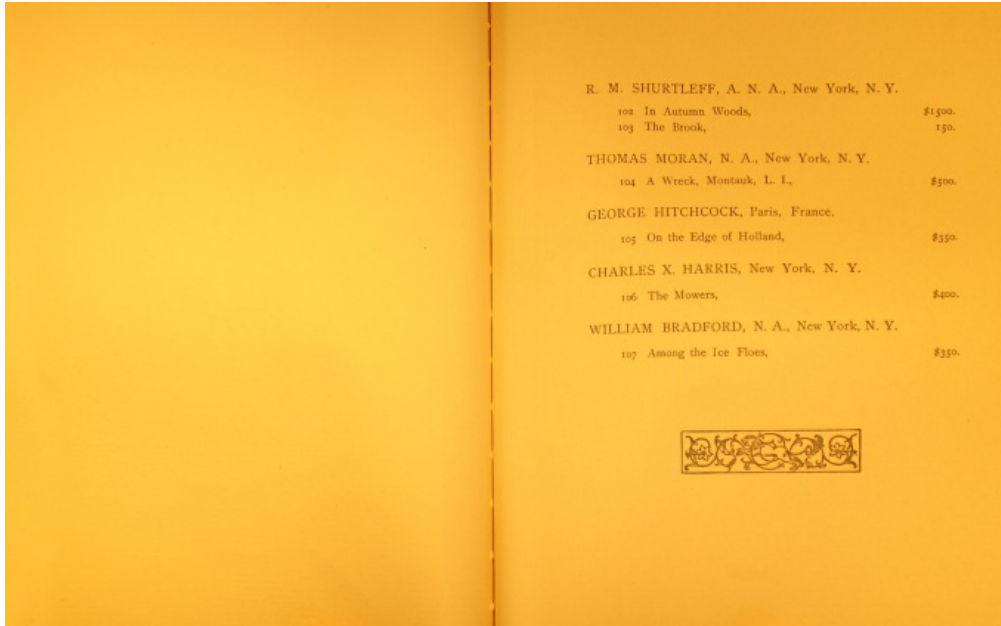 R. M. SHURTLEFF, A. N. A., New York, N. Y.
102 In Autumn Woods, $1500.
103 The Brook, 150.
THOMAS MORAN, N. A., New York, N. Y.
104 A Wreck, Montauk, L. I., $500.
GEORGE HITCHCOCK, Paris, France.
105 On the Edge of Holland, $350.
CHARLES X. HARRIS, New York, N. Y.
106 The Mowers, $400.
WILLIAM BRADFORD, N. A., New York, N. Y.
107 Among the Ice Floes, $350.